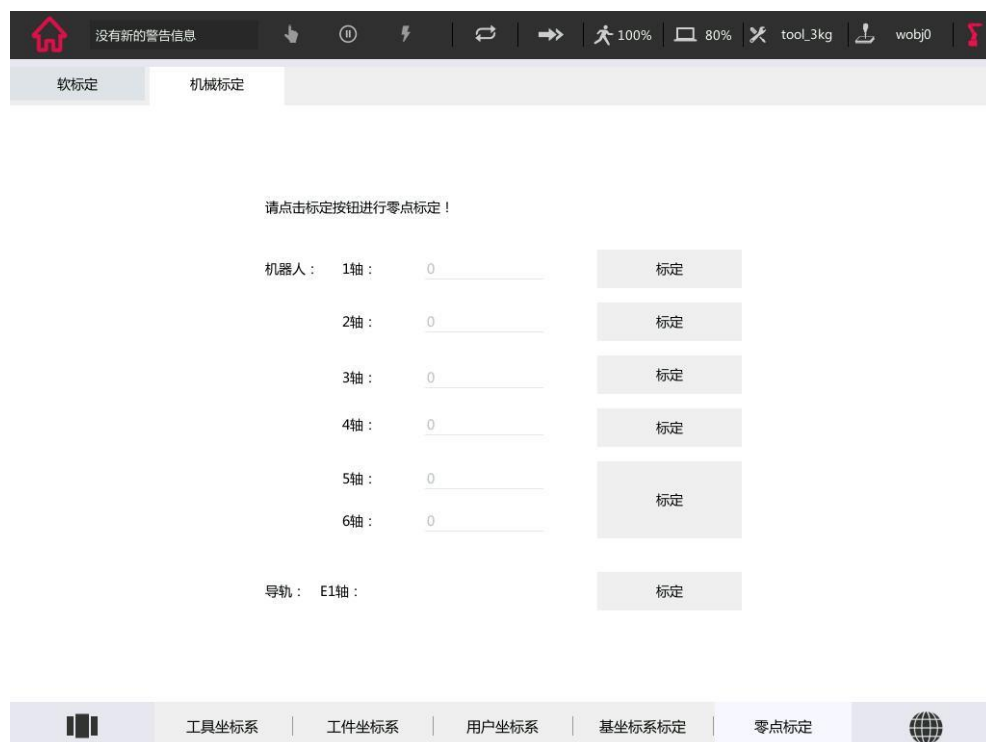 没有新的警告信息 100% 80% tool_3kg wobj0
软标定 机械标定
请点击标定按钮进行零点标定！
机器人： 1轴： 0 标定
2轴： 0 标定
3轴： 0 标定
4轴： 0 标定
5轴： 0
标定
6轴： 0
导轨： E1轴： 标定
工具坐标系 工件坐标系 用户坐标系 基坐标系标定 零点标定